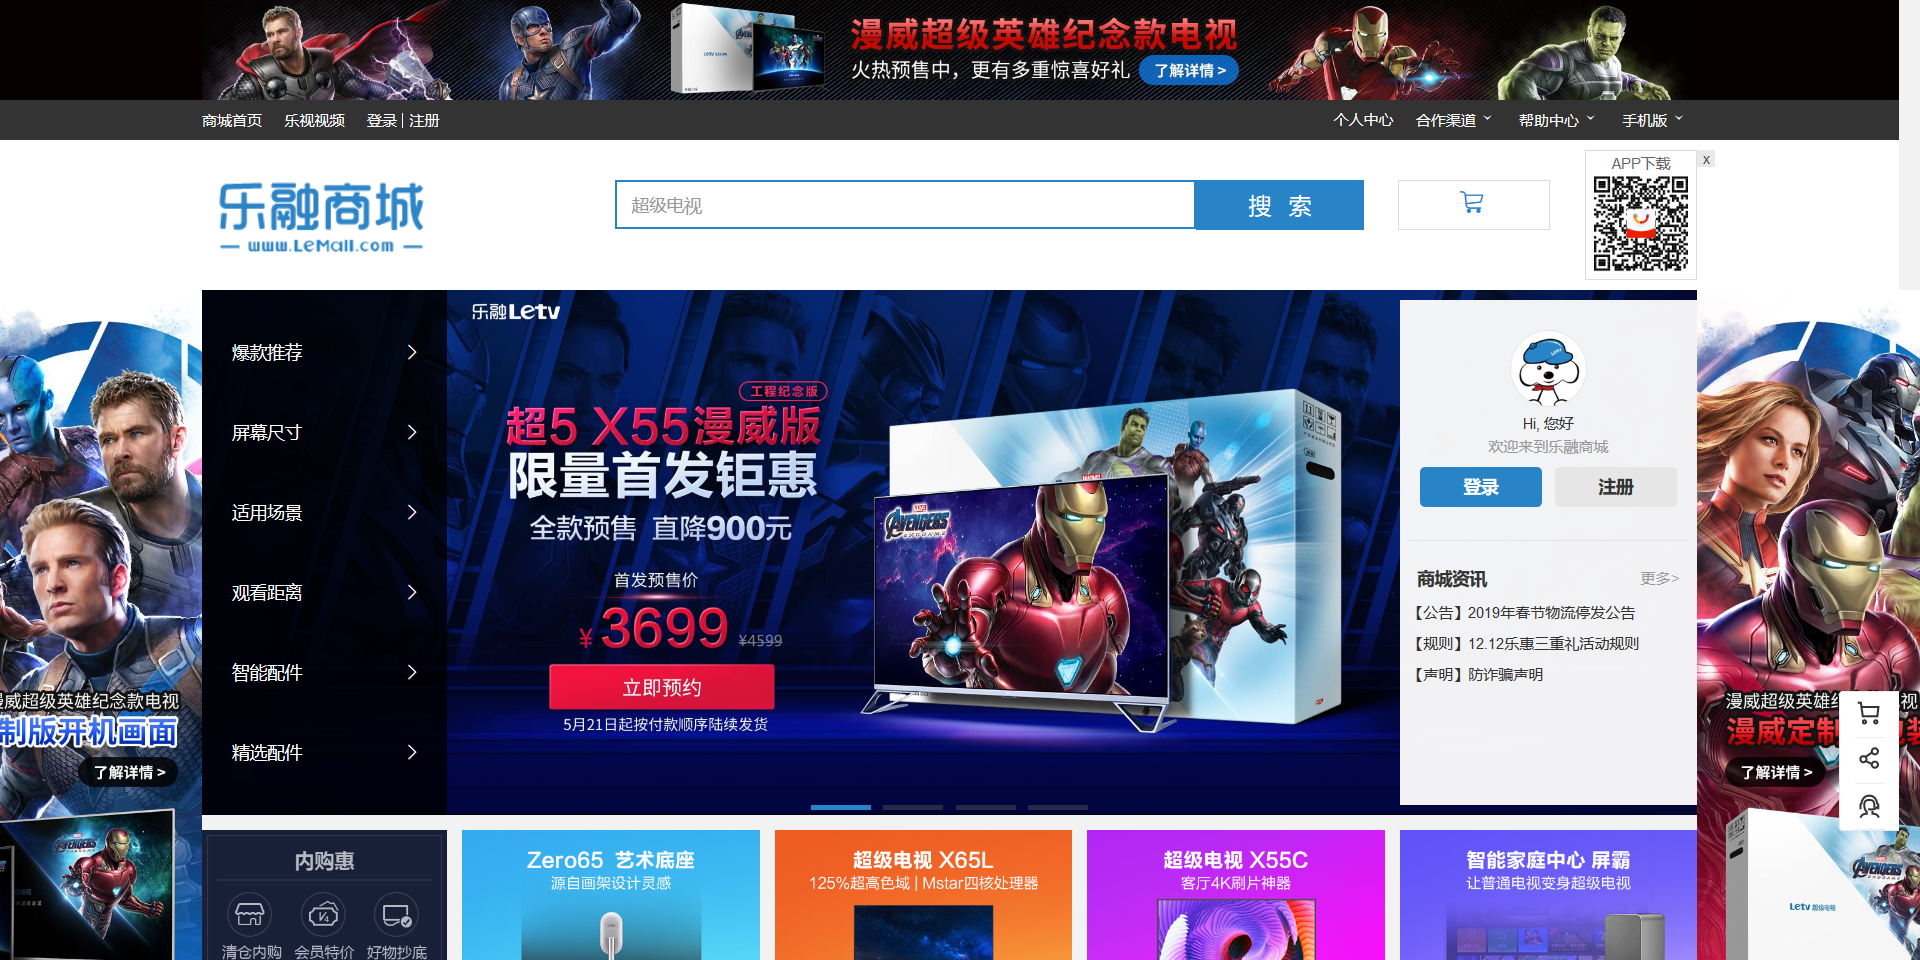 漫威超级英雄纪念款电视
火热预售中，更有多重惊喜好礼 了解详情 >
商城首页 乐视视频 登录 | 注册 个人中心 合作渠道 帮助中心 手机版
APP下载 x
乐融商城
www.LeMall.com
超级电视 搜 索
乐融Letv
爆款推荐
屏幕尺寸
适用场景
观看距离
智能配件
精选配件
工程纪念版
超5 X55漫威版
限量首发钜惠
全款预售 直降900元
首发预售价
¥ 3699 ¥4599
立即预约
5月21日起按付款顺序陆续发货
MARVEL
AVENGERS
ENDGAME
Hi, 您好
欢迎来到乐融商城
登录 注册
商城资讯 更多>
【公告】2019年春节物流停发公告
【规则】12.12乐惠三重礼活动规则
【声明】防诈骗声明
漫威超级英雄纪念款电视
制版开机画面
了解详情 >
AVENGERS
漫威超级英雄
漫威定制
了解详情 >
AVENGERS
Letv 超级电视
内购惠
清仓内购 会员特价 好物抄底
Zero65 艺术底座
源自画架设计灵感
超级电视 X65L
125%超高色域 | Mstar四核处理器
超级电视 X55C
客厅4K刷片神器
智能家庭中心 屏霸
让普通电视变身超级电视